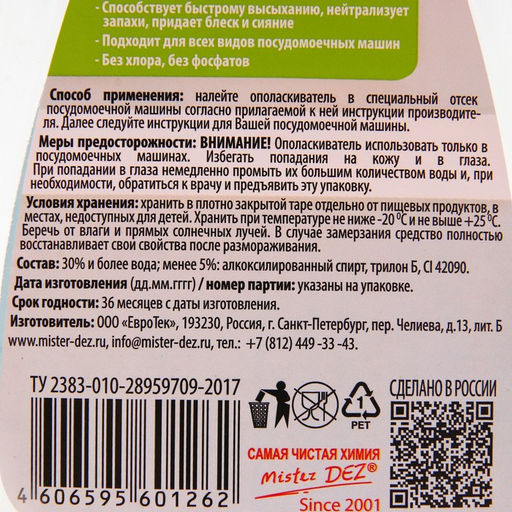 - Способствует быстрому высыханию, нейтрализует
запахи, придает блеск и сияние
- Подходит для всех видов посудомоечных машин
- Без хлора, без фосфатов
Способ применения: налейте ополаскиватель в специальный отсек
посудомоечной машины согласно прилагаемой к ней инструкции производите-
ля. Далее следуйте инструкции для Вашей посудомоечной машины.
Меры предосторожности: ВНИМАНИЕ! Ополаскиватель использовать только в
посудомоечных машинах. Избегать попадания на кожу и в глаза.
При попадании в глаза немедленно промыть их большим количеством воды и, при
необходимости, обратиться к врачу и предъявить эту упаковку.
Условия хранения: хранить в плотно закрытой таре отдельно от пищевых продуктов, в
местах, недоступных для детей. Хранить при температуре не ниже -20 °С и не выше +25 °С.
Беречь от влаги и прямых солнечных лучей. В случае замерзания средство полностью
восстанавливает свои свойства после размораживания.
Состав: 30% и более вода; менее 5%: алкоксилированный спирт, трилон Б, CI 42090.
Дата изготовления (дд.мм.гггг) / номер партии: указаны на упаковке.
Срок годности: 36 месяцев с даты изготовления.
Изготовитель: ООО «ЕвроТек», 193230, Россия, г. Санкт-Петербург, пер. Челиева, д.13, лит. Б
www.mister-dez.ru, info@mister-dez.ru, тел.: +7 (812) 449 -33 -43.
ТУ 2383-010-28959709-2017
СДЕЛАНО В РОССИИ
1
PET
САМАЯ ЧИСТАЯ ХИМИЯ
Mister DEZ®
Since 2001
4 606595 601262